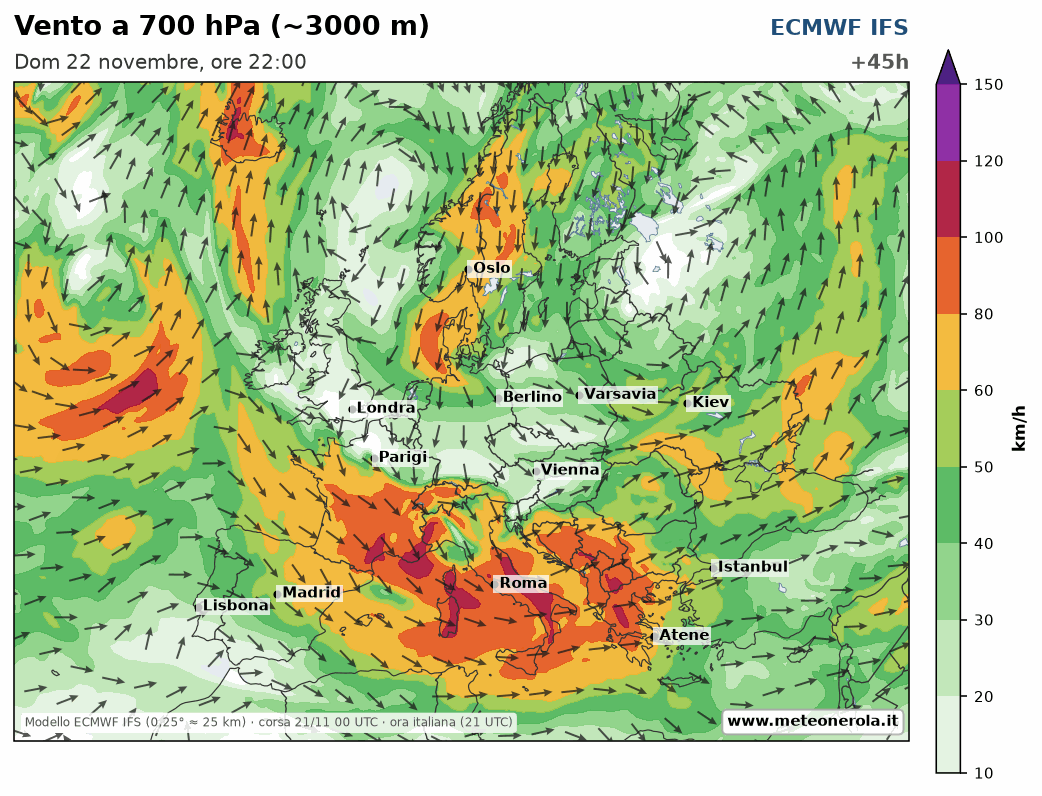 Vento a 700 hPa (~3000 m)
ECMWF IFS
Dom 22 novembre, ore 22:00
+45h
150
120
100
80
60
50
40
30
20
10
km/h
Oslo
Londra
Berlino
Varsavia
Kiev
Parigi
Vienna
Istanbul
Roma
Madrid
Lisbona
Atene
Modello ECMWF IFS (0,25° ≈ 25 km) · corsa 21/11 00 UTC · ora italiana (21 UTC)
www.meteonerola.it